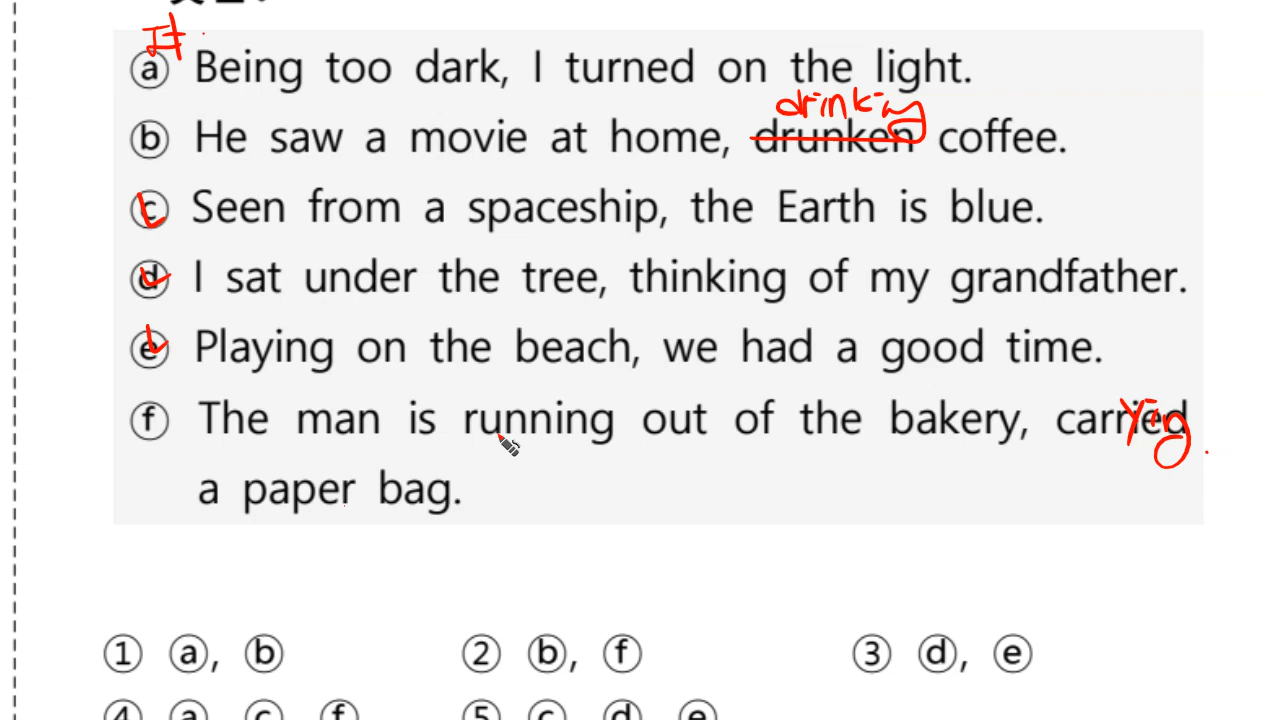 It
ⓐ Being too dark, I turned on the light.
drinking
ⓑ He saw a movie at home, drunken coffee.
ⓒ Seen from a spaceship, the Earth is blue.
ⓓ I sat under the tree, thinking of my grandfather.
ⓔ Playing on the beach, we had a good time.
ⓕ The man is running out of the bakery, carried
ying
a paper bag.
① ⓐ, ⓑ ② ⓑ, ⓕ ③ ⓓ, ⓔ
④ ⓐ, ⓒ, ⓕ ⑤ ⓒ, ⓓ, ⓔ